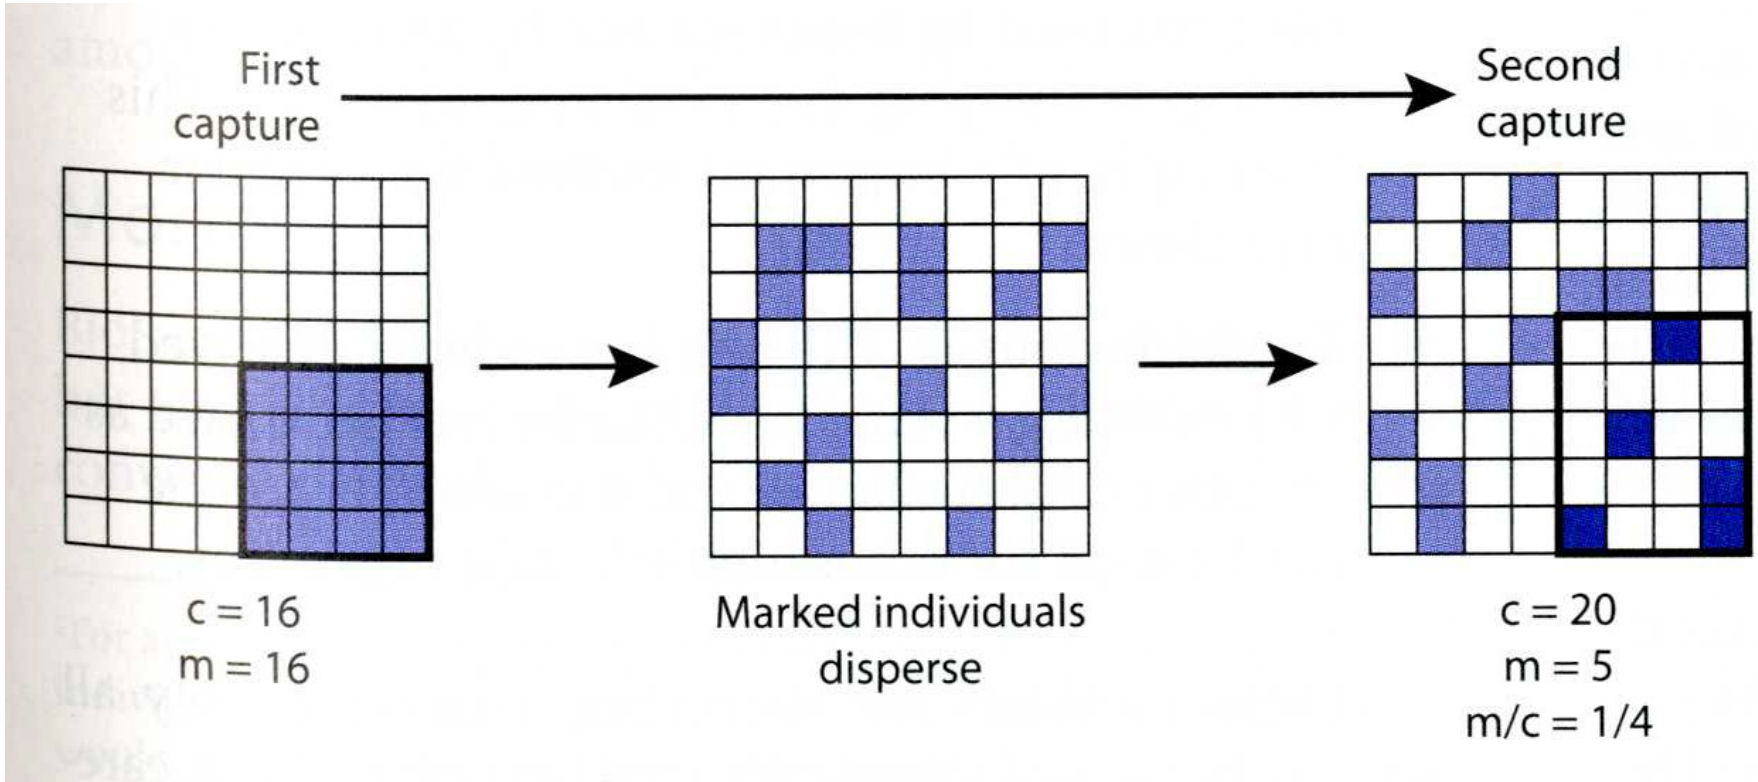 First
capture
Second
capture
c = 16
m = 16
Marked individuals
disperse
c = 20
m = 5
m/c = 1/4